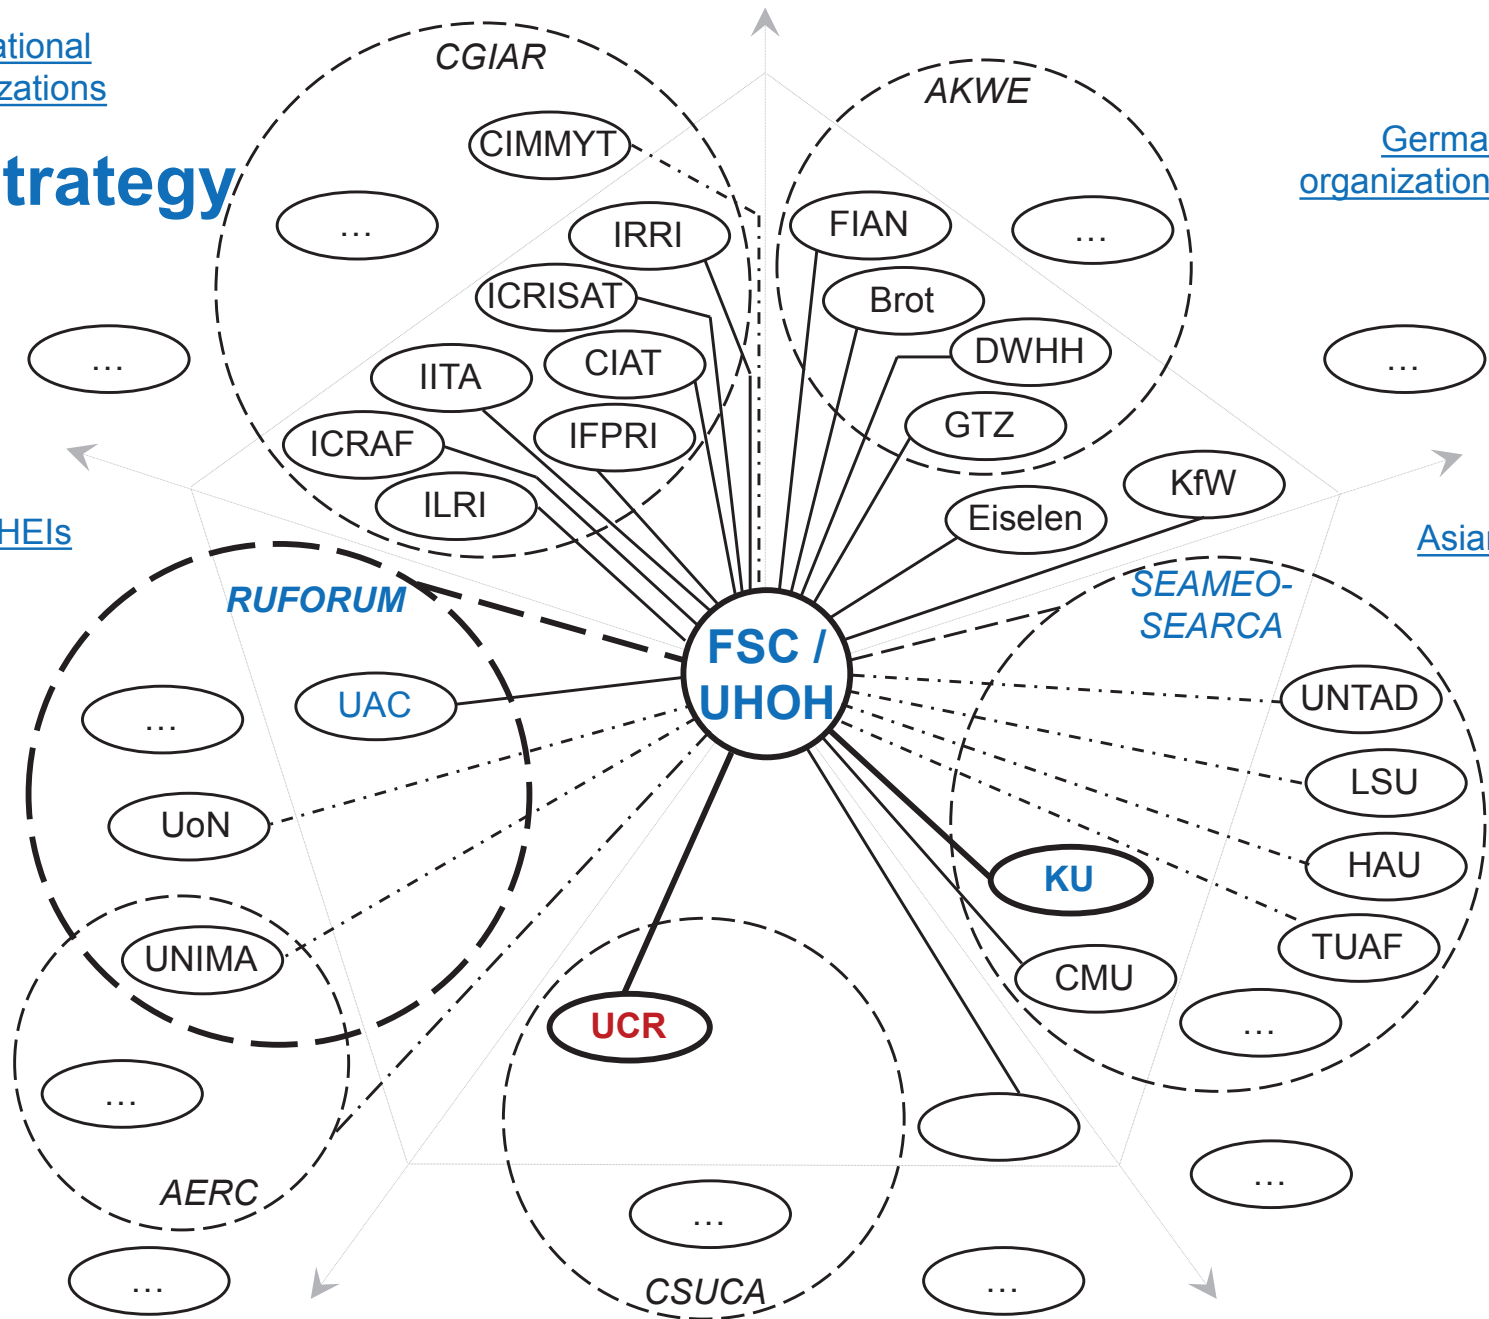 ational
izations
CGIAR
AKWE
CIMMYT
trategy
Germa
organization
...
IRRI
FIAN
...
ICRISAT
Brot
...
IITA
CIAT
DWHH
...
ICRAF
IFPRI
GTZ
ILRI
KfW
Eiselen
HEIs
Asian
RUFORUM
SEAMEO-
SEARCA
FSC /
UHOH
...
UAC
UNTAD
UoN
LSU
KU
HAU
UNIMA
CMU
TUAF
UCR
...
...
AERC
...
...
CSUCA
...
...